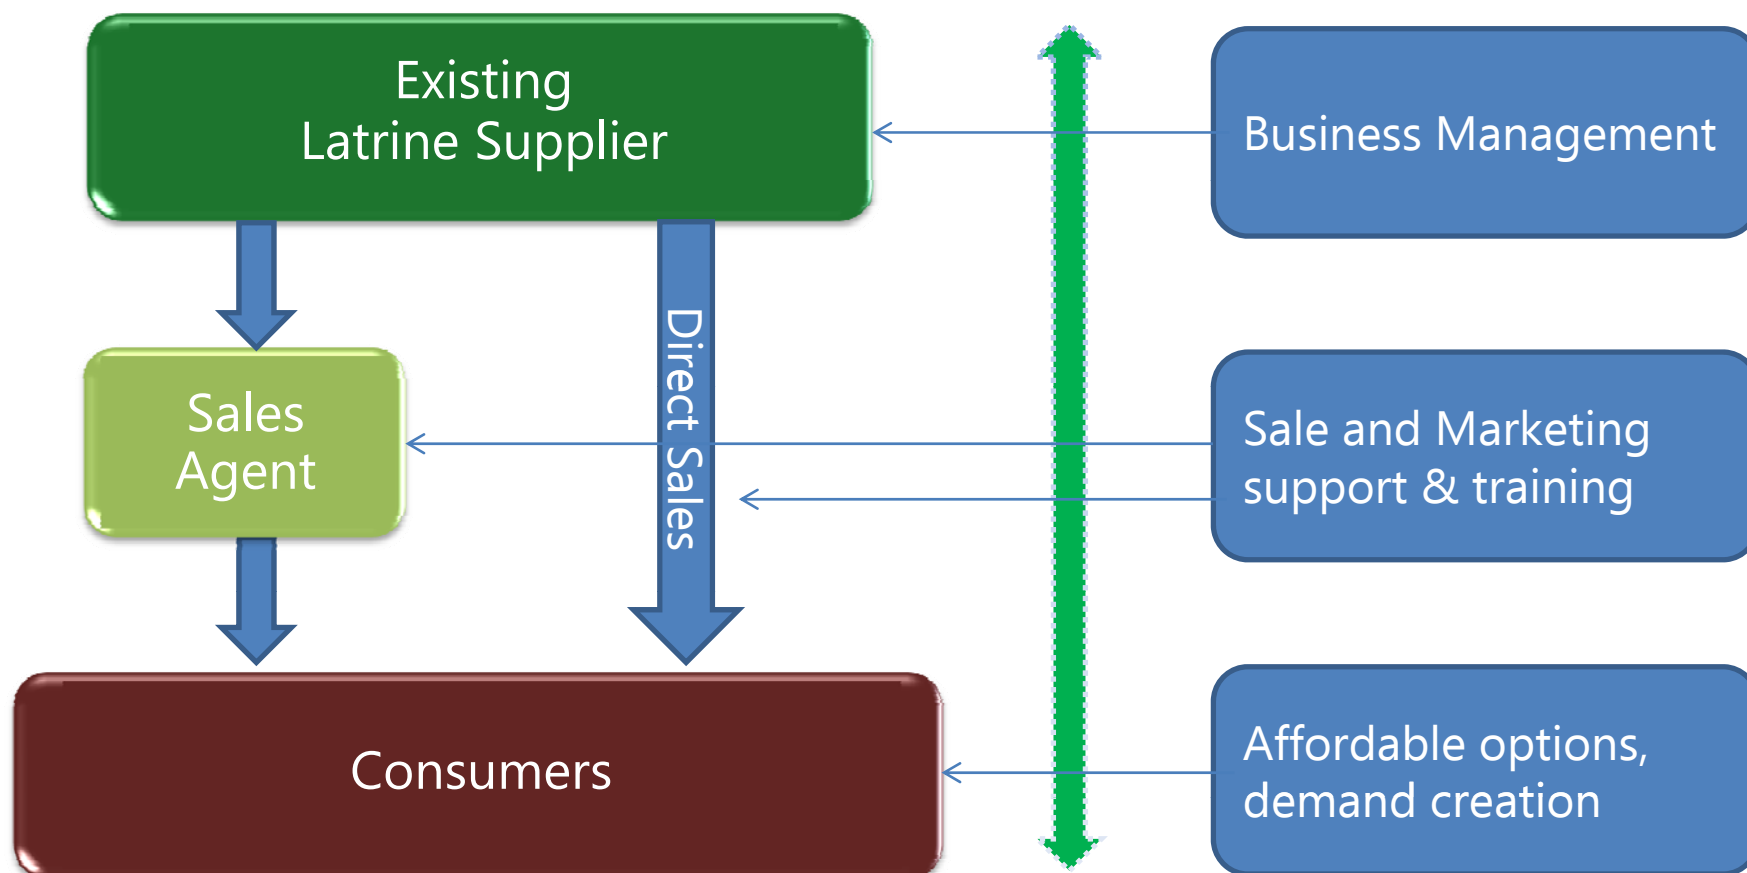 Existing
Latrine Supplier
Business Management
Direct Sales
Sales
Agent
Sale and Marketing
support & training
Consumers
Affordable options,
demand creation